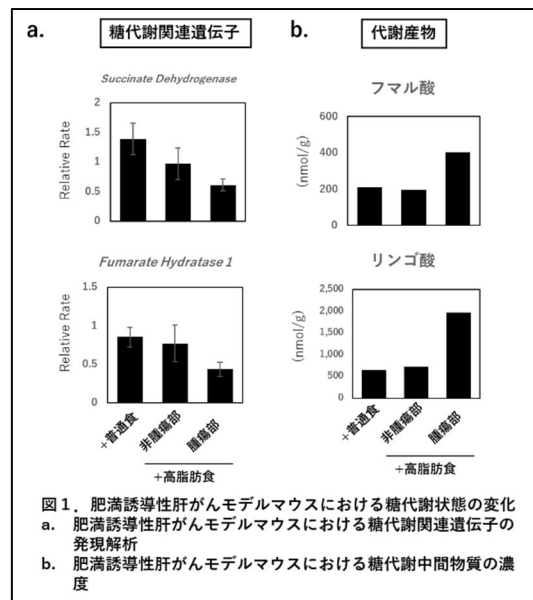 a.
糖代謝関連遺伝子
b.
代謝産物
Succinate Dehydrogenase
Relative Rate
2
1.5
1
0.5
0
フマル酸
(nmol/g)
600
400
200
0
Fumarate Hydratase 1
Relative Rate
1.5
1
0.5
0
+普通食
非腫瘍部
腫瘍部
+高脂肪食
リンゴ酸
(nmol/g)
2,500
2,000
1,500
1,000
500
0
+普通食
非腫瘍部
腫瘍部
+高脂肪食
図１．肥満誘導性肝がんモデルマウスにおける糖代謝状態の変化
a. 肥満誘導性肝がんモデルマウスにおける糖代謝関連遺伝子の
発現解析
b. 肥満誘導性肝がんモデルマウスにおける糖代謝中間物質の濃
度